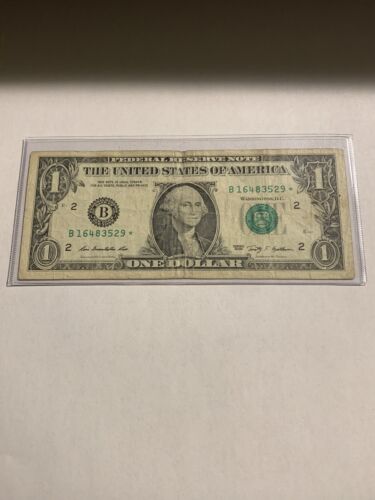 FEDERAL RESERVE NOTE
THE UNITED STATES OF AMERICA
THIS NOTE IS LEGAL TENDER
FOR ALL DEBTS, PUBLIC AND PRIVATE
B 16483529 *
WASHINGTON, D.C.
1
1
2
2
B
B 16483529 *
2
2
1
1
ONE DOLLAR